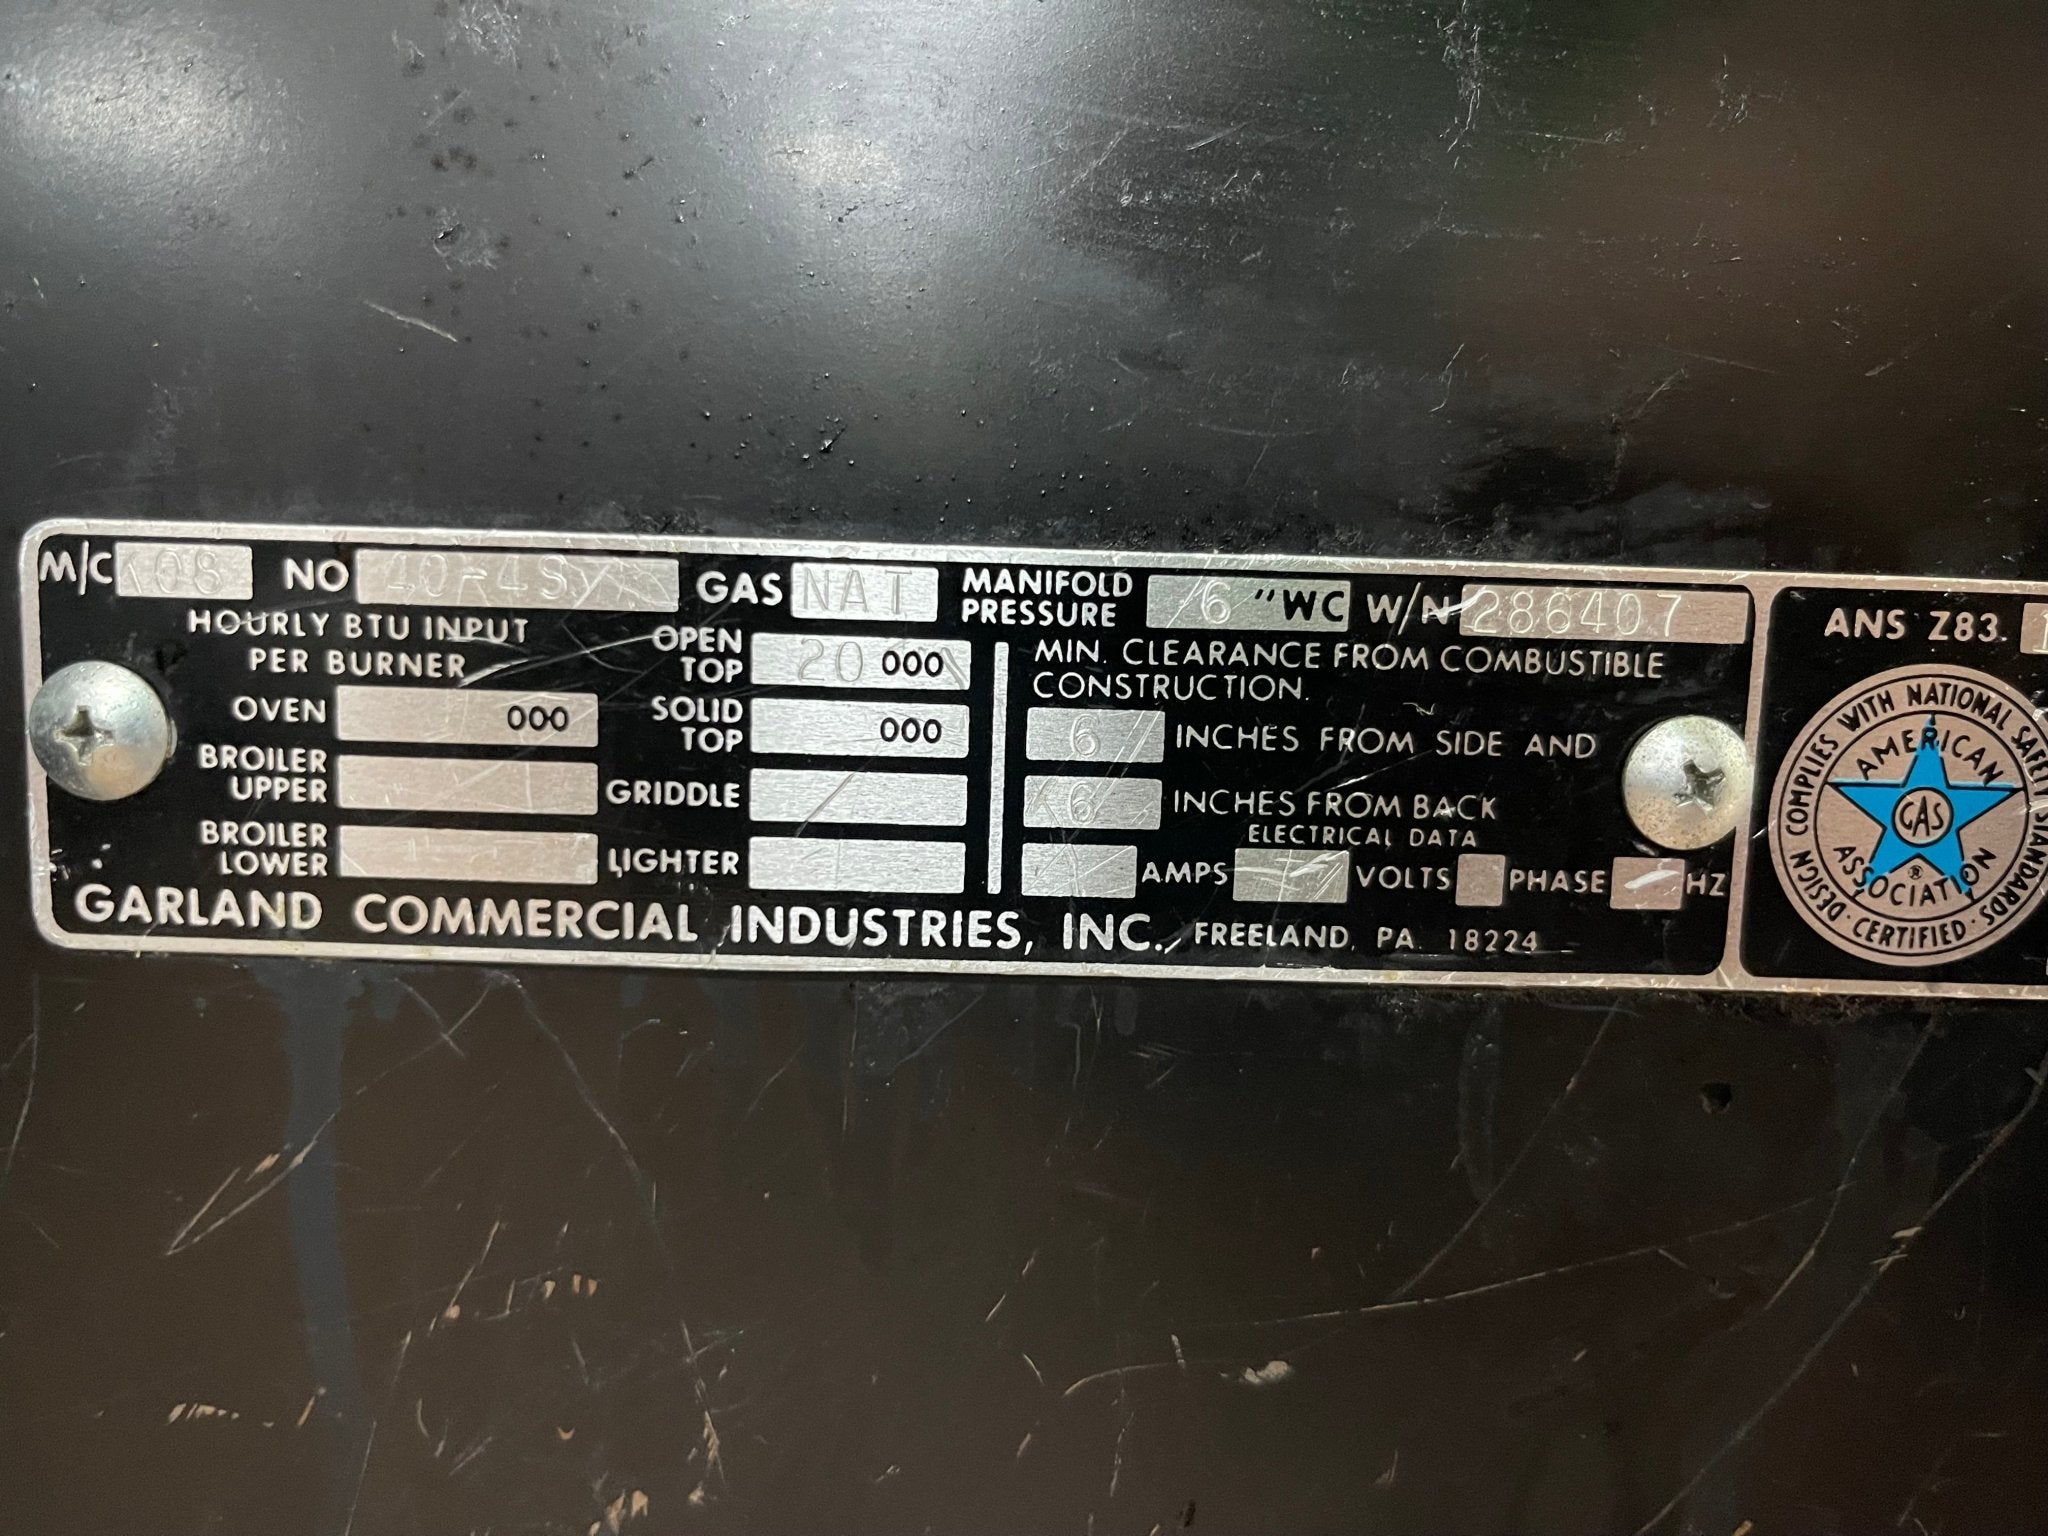 M/C 08 NO 40-4S GAS NAT MANIFOLD PRESSURE 6 "WC W/N 286407
HOURLY BTU INPUT
PER BURNER
OVEN 000
BROILER UPPER
BROILER LOWER
OPEN TOP 20 000
SOLID TOP 000
GRIDDLE
LIGHTER
MIN. CLEARANCE FROM COMBUSTIBLE
CONSTRUCTION.
6 INCHES FROM SIDE AND
6 INCHES FROM BACK
ELECTRICAL DATA
AMPS VOLTS PHASE HZ
GARLAND COMMERCIAL INDUSTRIES, INC., FREELAND, PA. 18224
ANS Z83.
DESIGN COMPLIES WITH NATIONAL SAFETY STANDARDS · CERTIFIED ·
AMERICAN
GAS
ASSOCIATION
®